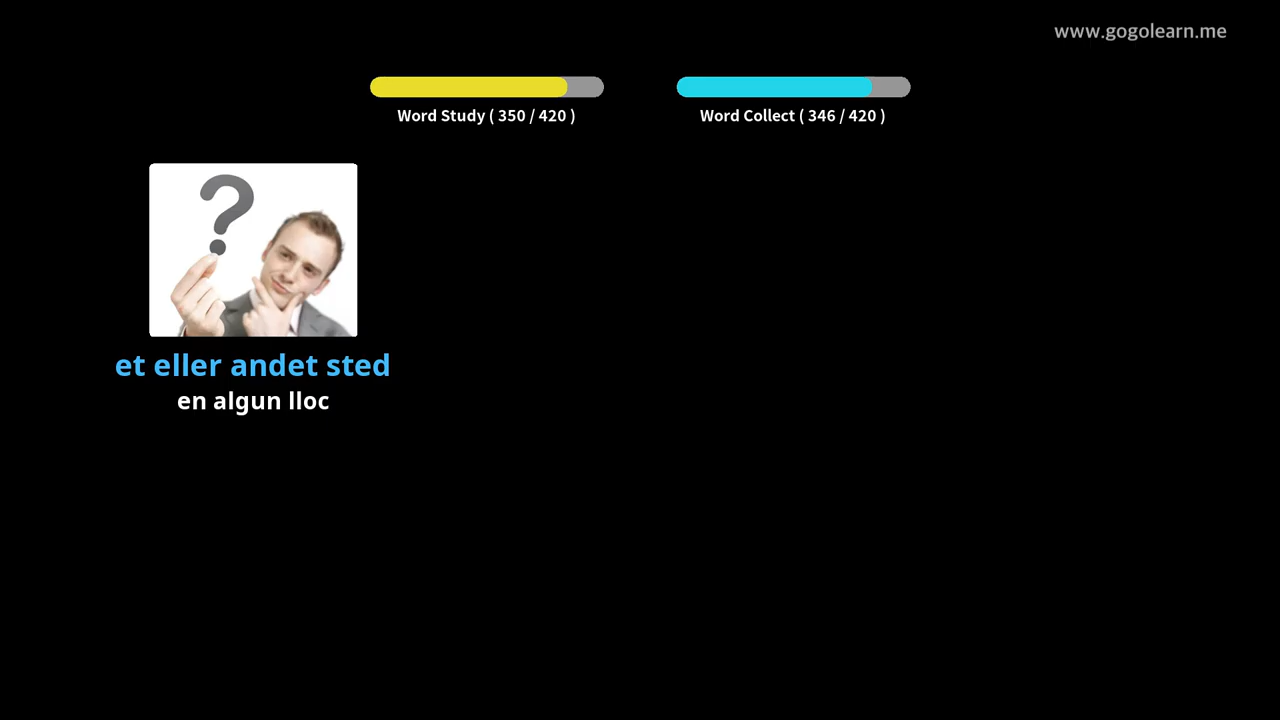 www.gogolearn.me
Word Study ( 350 / 420 )
Word Collect ( 346 / 420 )
?
et eller andet sted
en algun lloc